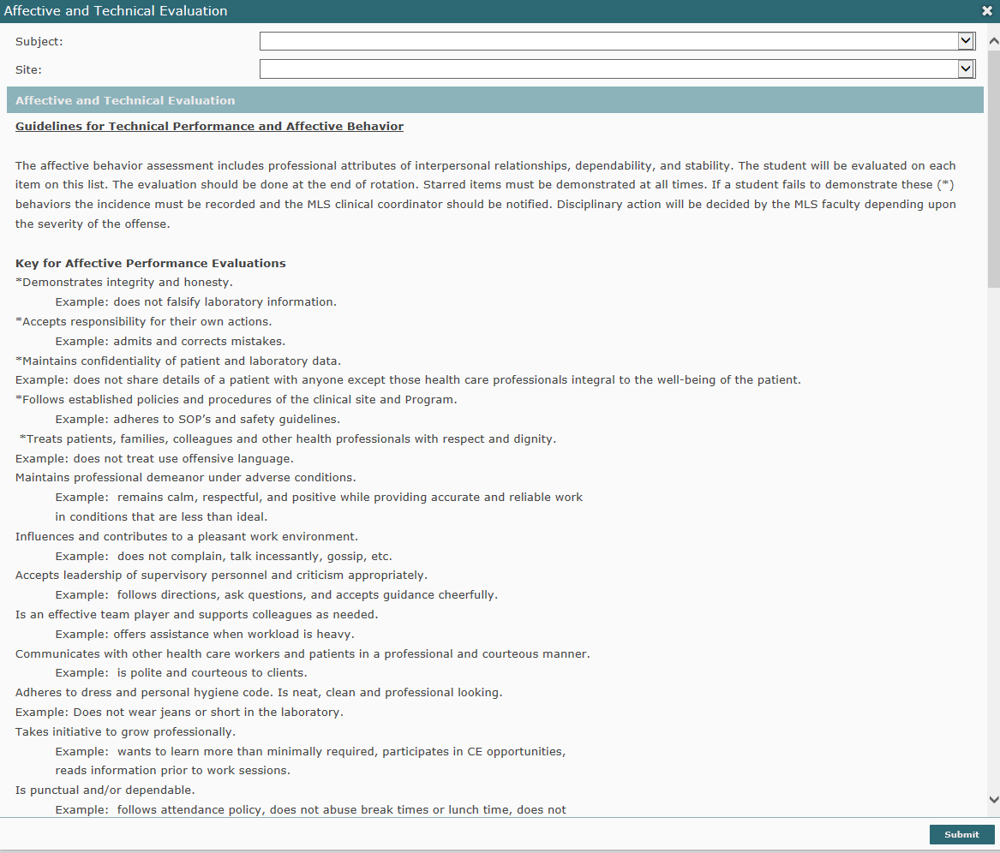 Affective and Technical Evaluation
Subject:
Site:
Affective and Technical Evaluation
Guidelines for Technical Performance and Affective Behavior
The affective behavior assessment includes professional attributes of interpersonal relationships, dependability, and stability. The student will be evaluated on each
item on this list. The evaluation should be done at the end of rotation. Starred items must be demonstrated at all times. If a student fails to demonstrate these (*)
behaviors the incidence must be recorded and the MLS clinical coordinator should be notified. Disciplinary action will be decided by the MLS faculty depending upon
the severity of the offense.
Key for Affective Performance Evaluations
*Demonstrates integrity and honesty.
Example: does not falsify laboratory information.
*Accepts responsibility for their own actions.
Example: admits and corrects mistakes.
*Maintains confidentiality of patient and laboratory data.
Example: does not share details of a patient with anyone except those health care professionals integral to the well-being of the patient.
*Follows established policies and procedures of the clinical site and Program.
Example: adheres to SOP’s and safety guidelines.
*Treats patients, families, colleagues and other health professionals with respect and dignity.
Example: does not treat use offensive language.
Maintains professional demeanor under adverse conditions.
Example:  remains calm, respectful, and positive while providing accurate and reliable work
in conditions that are less than ideal.
Influences and contributes to a pleasant work environment.
Example:  does not complain, talk incessantly, gossip, etc.
Accepts leadership of supervisory personnel and criticism appropriately.
Example:  follows directions, ask questions, and accepts guidance cheerfully.
Is an effective team player and supports colleagues as needed.
Example: offers assistance when workload is heavy.
Communicates with other health care workers and patients in a professional and courteous manner.
Example:  is polite and courteous to clients.
Adheres to dress and personal hygiene code. Is neat, clean and professional looking.
Example: Does not wear jeans or short in the laboratory.
Takes initiative to grow professionally.
Example:  wants to learn more than minimally required, participates in CE opportunities,
reads information prior to work sessions.
Is punctual and/or dependable.
Example:  follows attendance policy, does not abuse break times or lunch time, does not
Submit